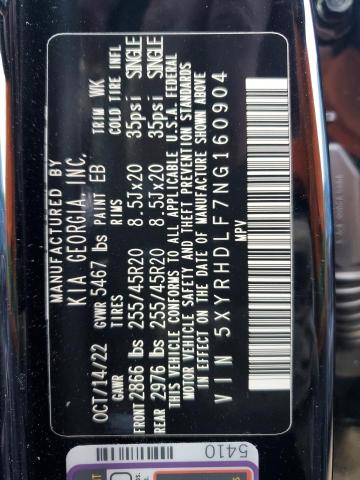 MANUFACTURED BY
KIA GEORGIA, INC.
OCT/14/22 GVWR 5467 lbs PAINT EB TRIM WK
GAWR TIRES RIMS COLD TIRE INFL
FRONT 2866 lbs 255/45R20 8.5Jx20 35psi SINGLE
REAR 2976 lbs 255/45R20 8.5Jx20 35psi SINGLE
THIS VEHICLE CONFORMS TO ALL APPLICABLE U.S.A. FEDERAL
MOTOR VEHICLE SAFETY AND THEFT PREVENTION STANDARDS
IN EFFECT ON THE DATE OF MANUFACTURE SHOWN ABOVE
VIN 5XYRHDLF7NG160904
MPV
5410